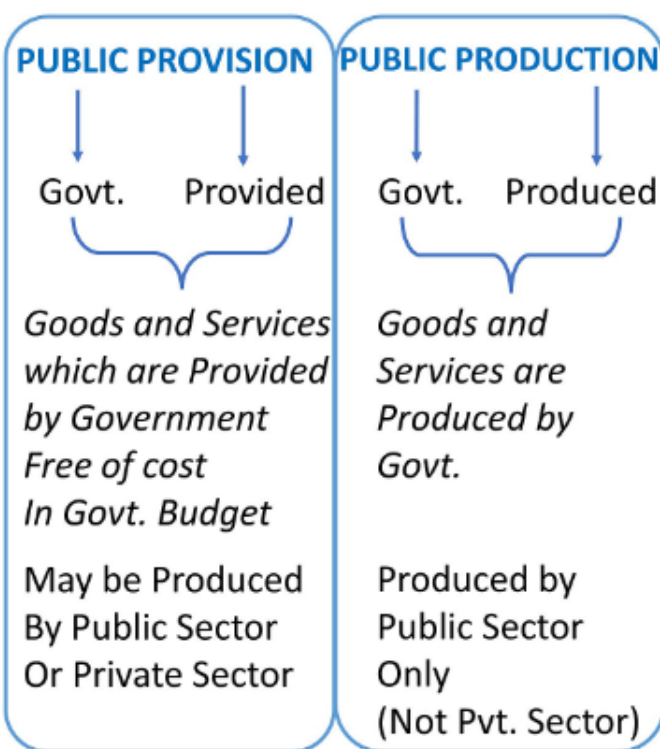 PUBLIC PROVISION
Govt. Provided
Goods and Services
which are Provided
by Government
Free of cost
In Govt. Budget
May be Produced
By Public Sector
Or Private Sector
PUBLIC PRODUCTION
Govt. Produced
Goods and
Services are
Produced by
Govt.
Produced by
Public Sector
Only
(Not Pvt. Sector)